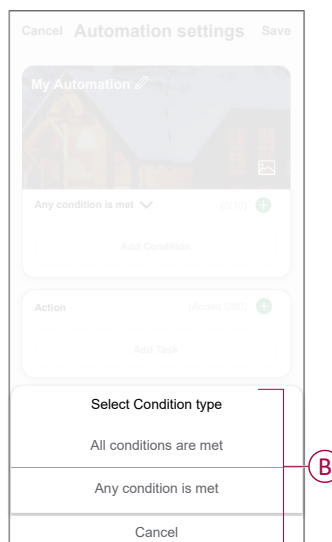 Cancel Automation settings Save
My Automation
Any condition is met (0/10)
Add Condition
Action
Add Task
Select Condition type
All conditions are met
B
Any condition is met
Cancel